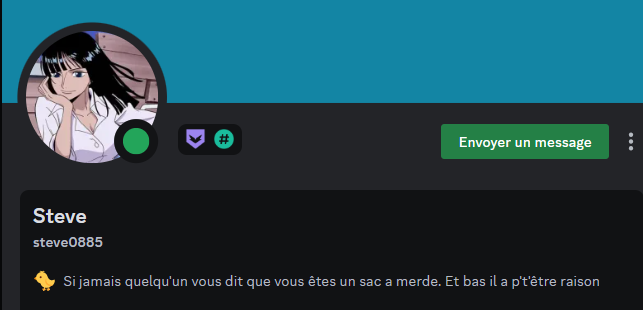 #
Envoyer un message
Steve
steve0885
Si jamais quelqu'un vous dit que vous êtes un sac a merde. Et bas il a p't'être raison